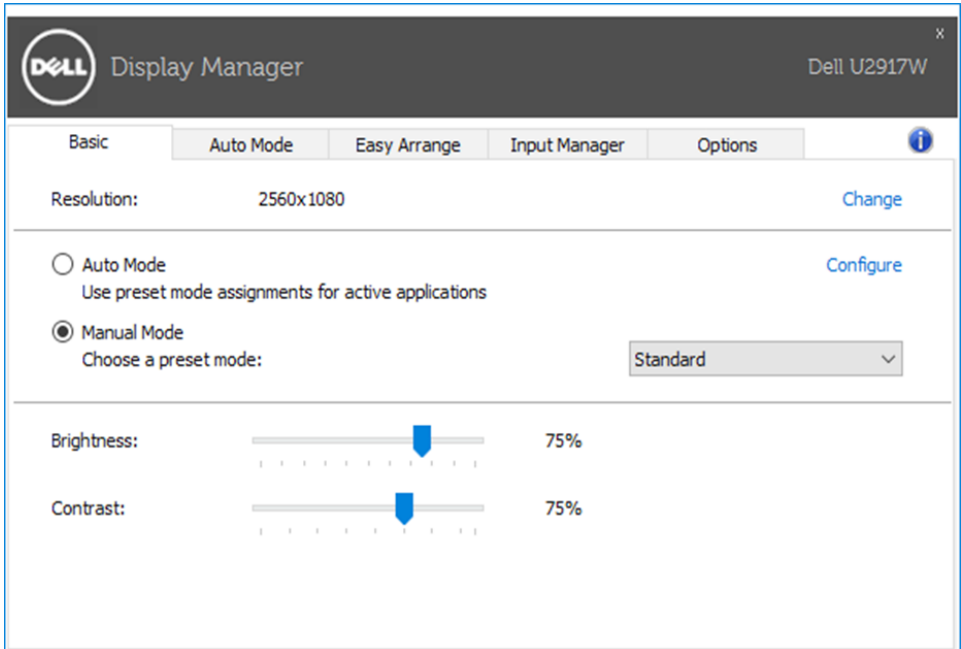 x
DELL Display Manager Dell U2917W
Basic Auto Mode Easy Arrange Input Manager Options i
Resolution: 2560x1080 Change
Auto Mode Configure
Use preset mode assignments for active applications
Manual Mode
Choose a preset mode: Standard
Brightness: 75%
Contrast: 75%